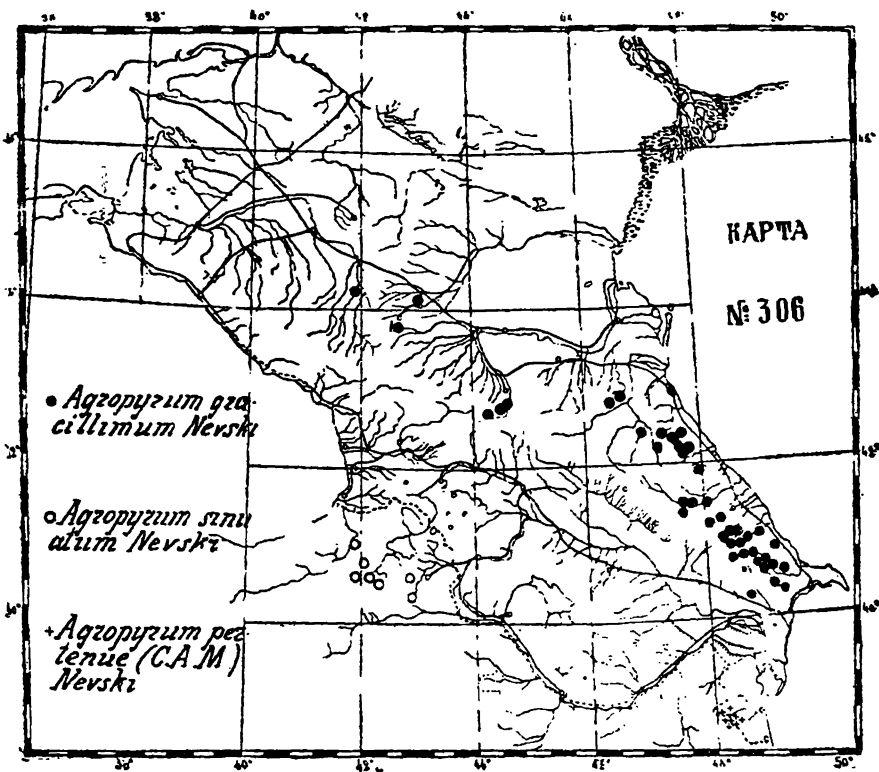 КАРТА
№ 306
Agropyrum gra-
cillimum Nevski
Agropyrum sinu
atum Nevski
+ Agropyrum per-
tenue (C.A.M)
Nevski